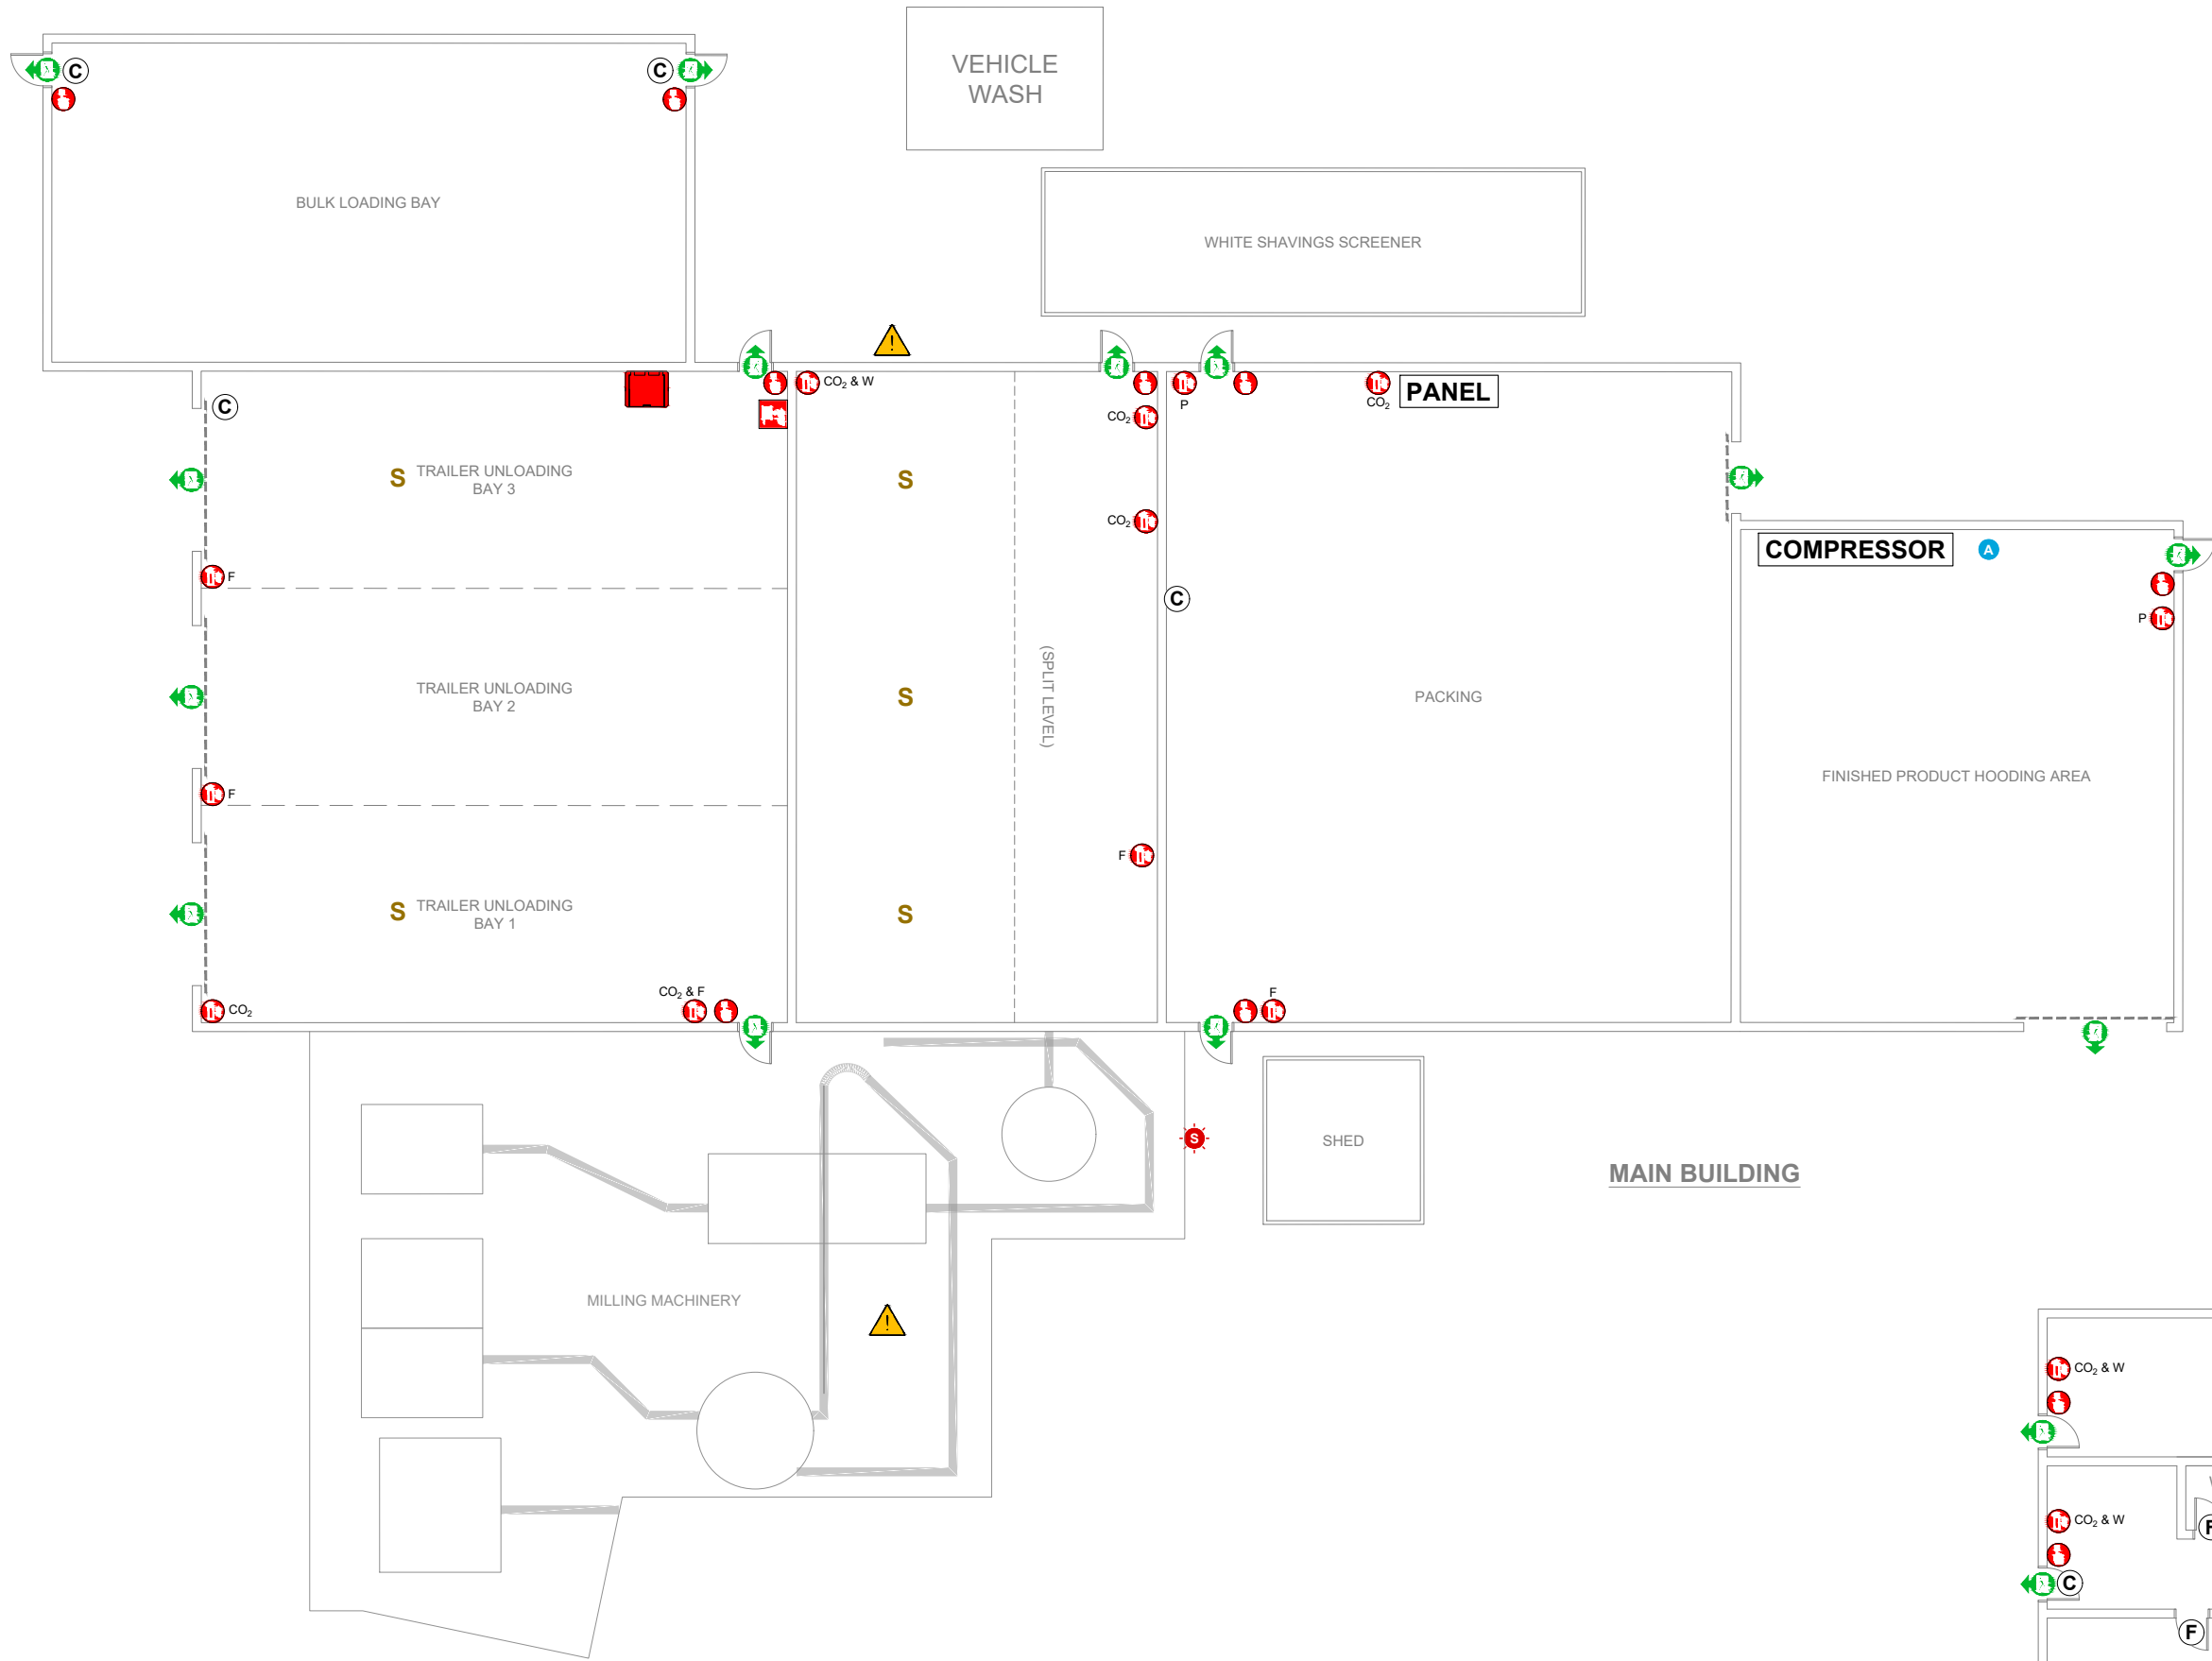 VEHICLE
WASH
C
C
BULK LOADING BAY
WHITE SHAVINGS SCREENER
!
CO₂ & W
P
CO₂
PANEL
C
CO₂
S
TRAILER UNLOADING
BAY 3
S
CO₂
COMPRESSOR
A
F
C
P
(SPLIT LEVEL)
TRAILER UNLOADING
BAY 2
S
PACKING
FINISHED PRODUCT HOODING AREA
F
F
S
TRAILER UNLOADING
BAY 1
S
CO₂
CO₂ & F
F
S
SHED
MAIN BUILDING
MILLING MACHINERY
!
CO₂ & W
CO₂ & W
C
F